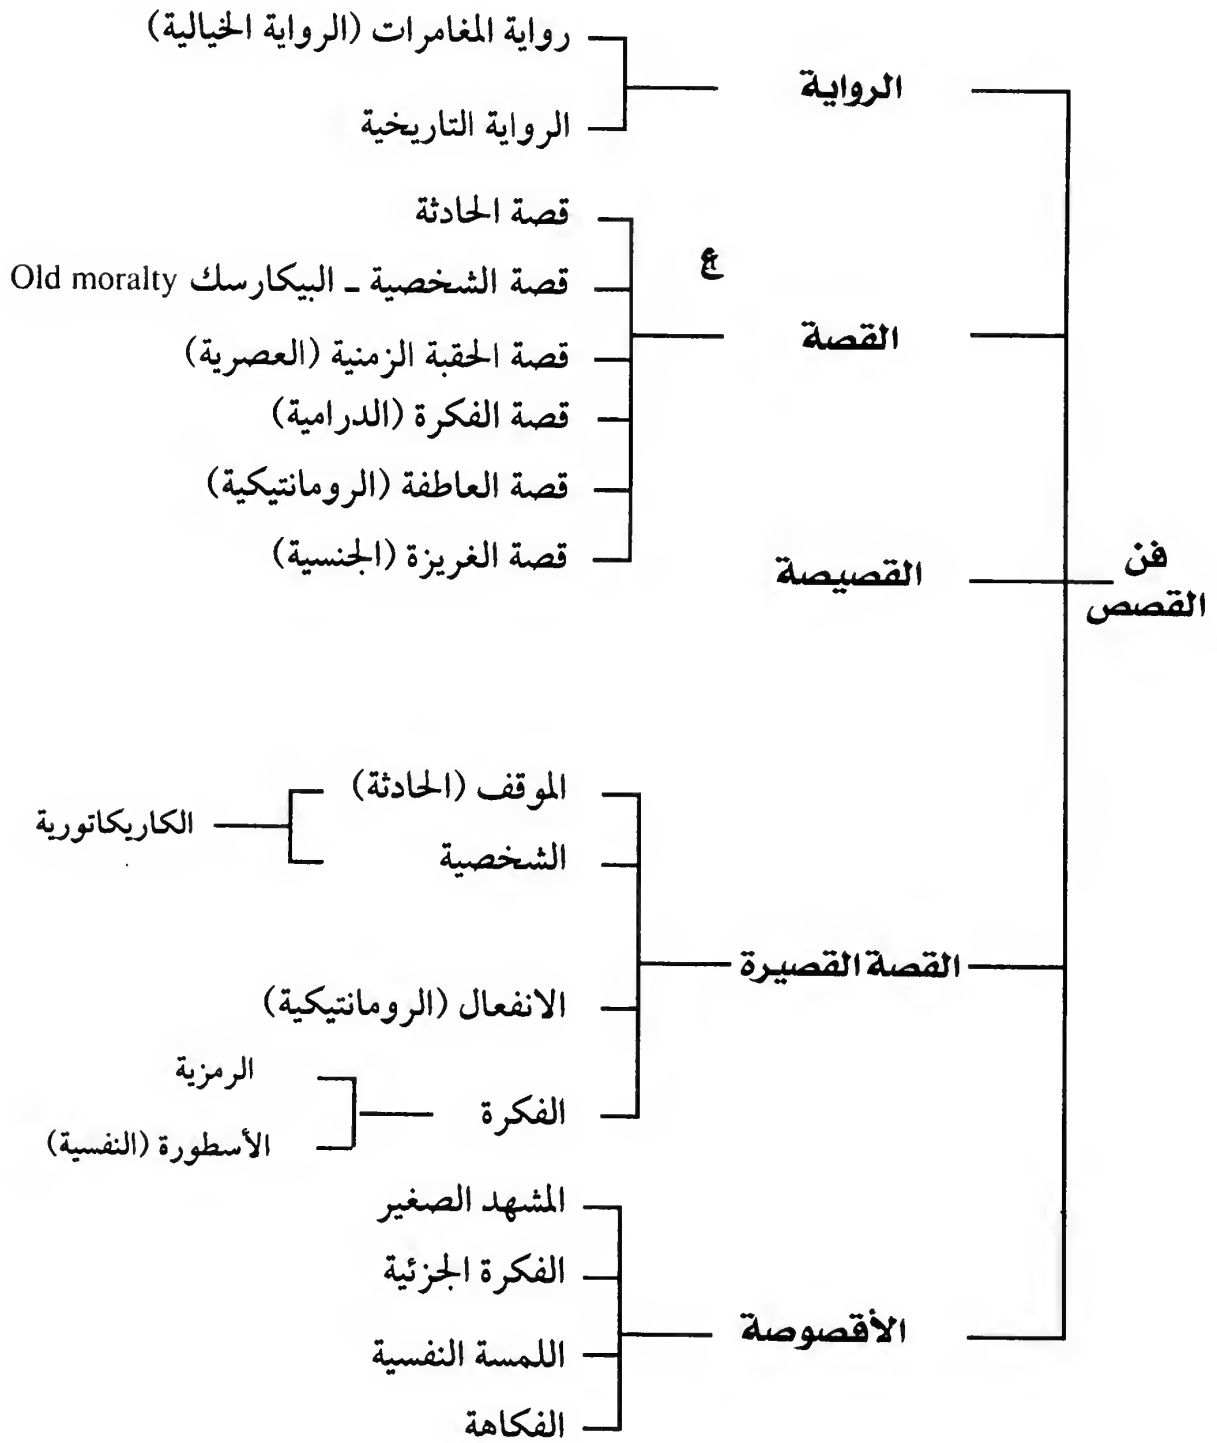 رواية المغامرات (الرواية الخيالية)
الرواية
الرواية التاريخية
قصة الحادثة
ع
قصة الشخصية ـ البيكارسك Old moralty
القصة
قصة الحقبة الزمنية (العصرية)
قصة الفكرة (الدرامية)
قصة العاطفة (الرومانتيكية)
قصة الغريزة (الجنسية)
فن
القصص
القصيصة
الموقف (الحادثة)
الكاريكاتورية
الشخصية
القصة القصيرة
الانفعال (الرومانتيكية)
الرمزية
الفكرة
الأسطورة (النفسية)
المشهد الصغير
الفكرة الجزئية
الأقصوصة
اللمسة النفسية
الفكاهة